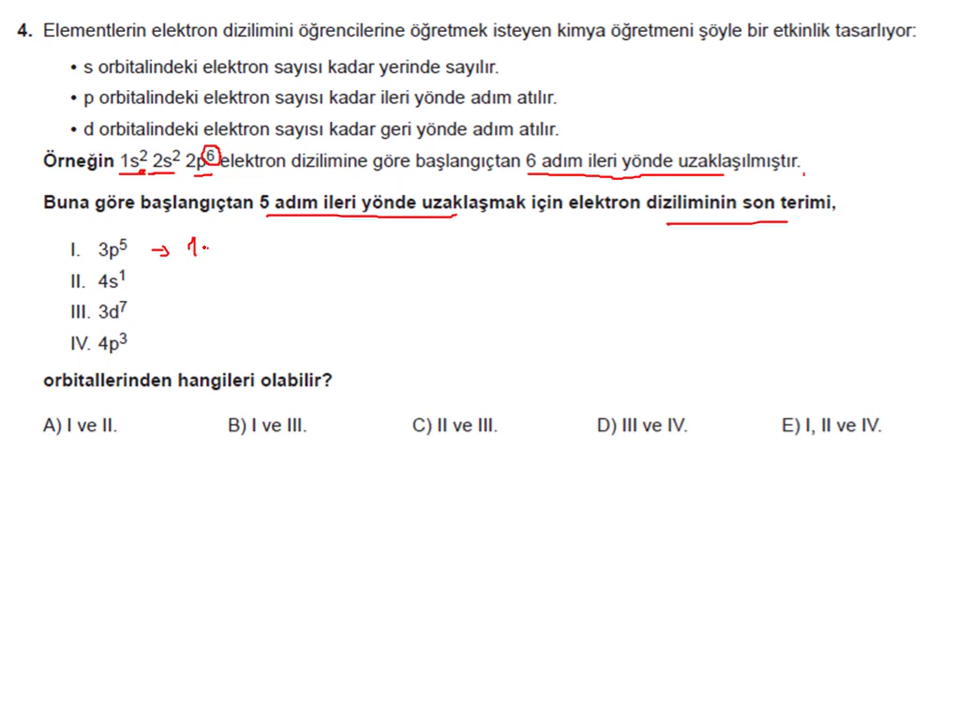 4. Elementlerin elektron dizilimini öğrencilerine öğretmek isteyen kimya öğretmeni şöyle bir etkinlik tasarlıyor:
• s orbitalindeki elektron sayısı kadar yerinde sayılır.
• p orbitalindeki elektron sayısı kadar ileri yönde adım atılır.
• d orbitalindeki elektron sayısı kadar geri yönde adım atılır.
Örneğin 1s² 2s² 2p⁶ elektron dizilimine göre başlangıçtan 6 adım ileri yönde uzaklaşılmıştır.
Buna göre başlangıçtan 5 adım ileri yönde uzaklaşmak için elektron diziliminin son terimi,
I. 3p⁵ → 1.
II. 4s¹
III. 3d⁷
IV. 4p³
orbitallerinden hangileri olabilir?
A) I ve II. B) I ve III. C) II ve III. D) III ve IV. E) I, II ve IV.